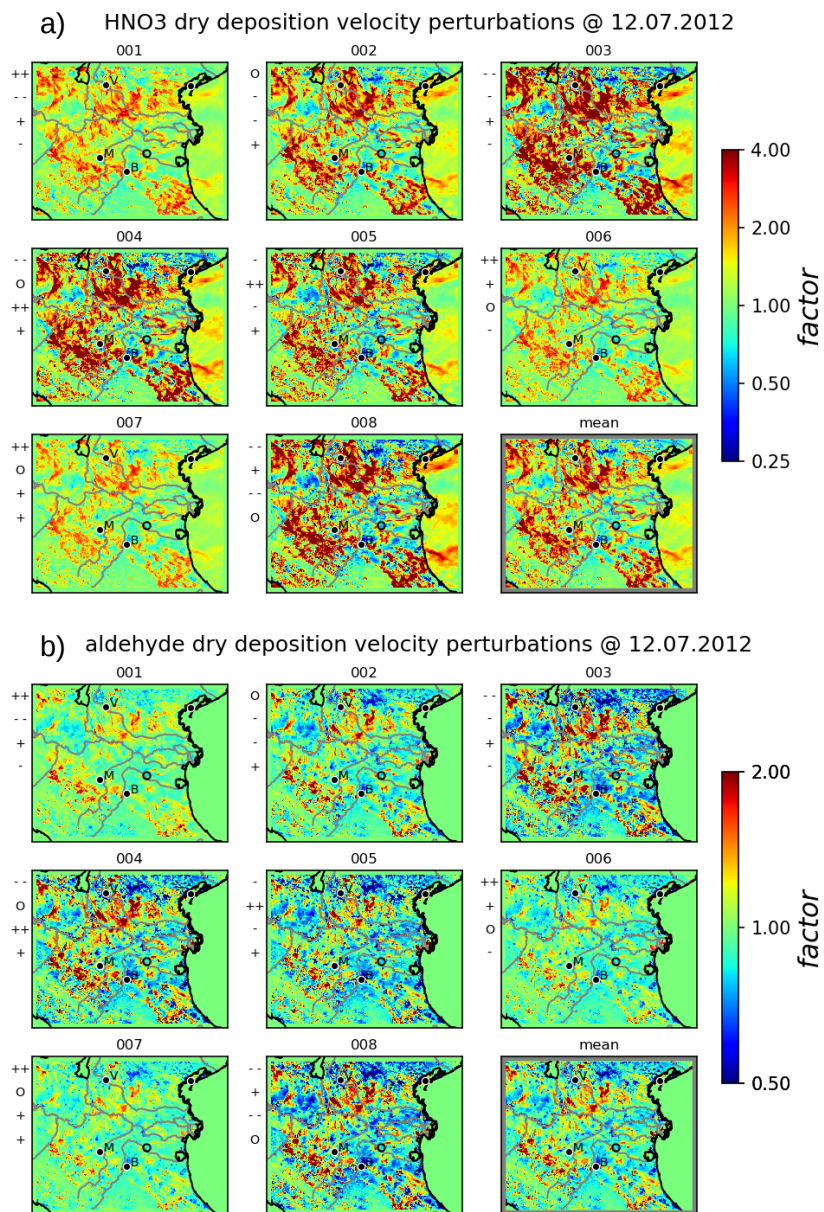 a) HNO3 dry deposition velocity perturbations @ 12.07.2012
001 002 003
++ O - -
- - - -
+ - +
- + -
V V V
M M M
B B B
004 005 006
- - - ++
O ++ +
++ - O
+ + -
V V V
M M M
B B B
007 008 mean
++ - -
O +
+ - -
+ O
V V V
M M M
B B B
4.00
2.00
1.00
0.50
0.25
factor
b) aldehyde dry deposition velocity perturbations @ 12.07.2012
001 002 003
++ O - -
- - - -
+ - +
- + -
V V V
M M M
B B B
004 005 006
- - - ++
O ++ +
++ - O
+ + -
V V V
M M M
B B B
007 008 mean
++ - -
O +
+ - -
+ O
V V V
M M M
B B B
2.00
1.00
0.50
factor